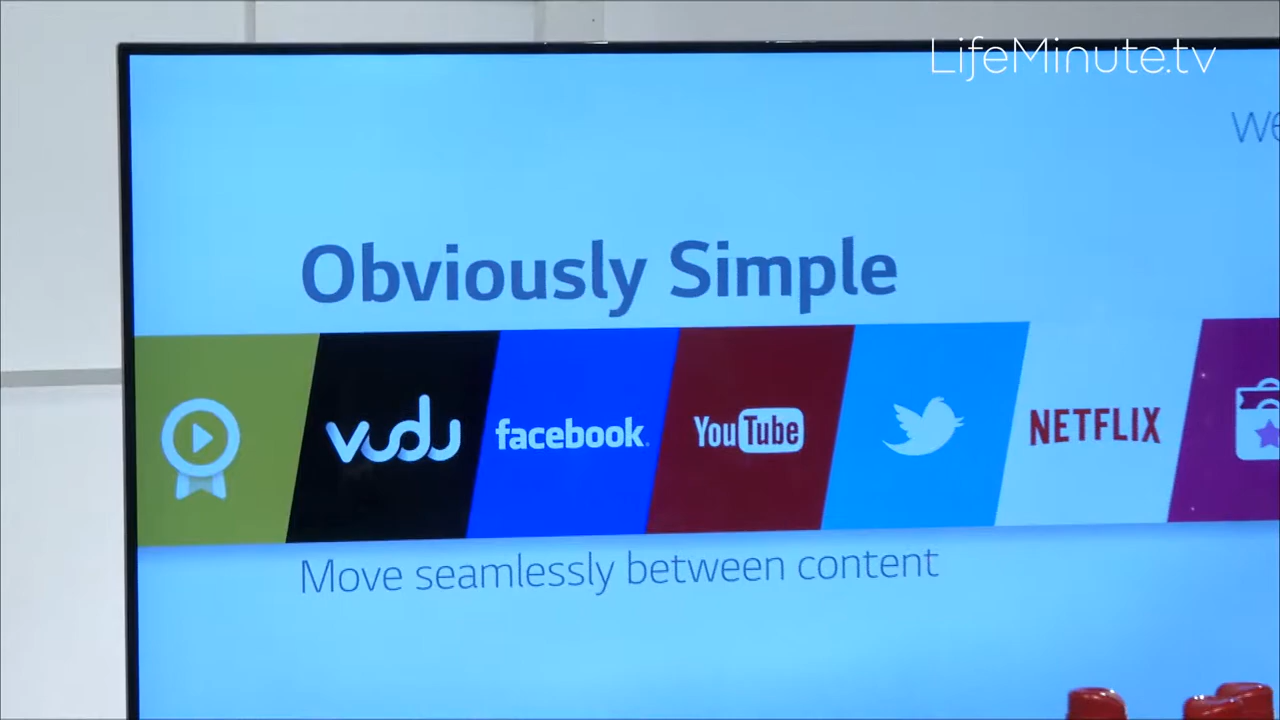 LifeMinute.tv
Obviously Simple
vudu
facebook
YouTube
NETFLIX
Move seamlessly between content